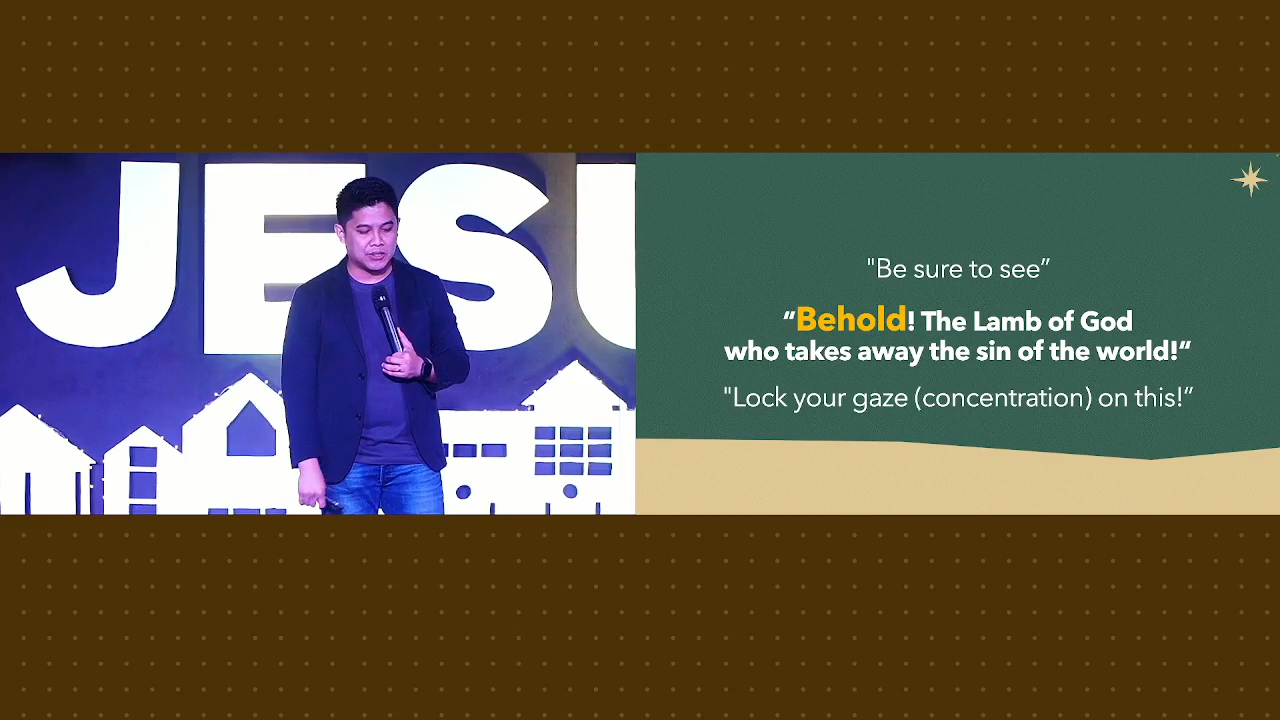 JESU
"Be sure to see”
“Behold! The Lamb of God
who takes away the sin of the world!“
"Lock your gaze (concentration) on this!”